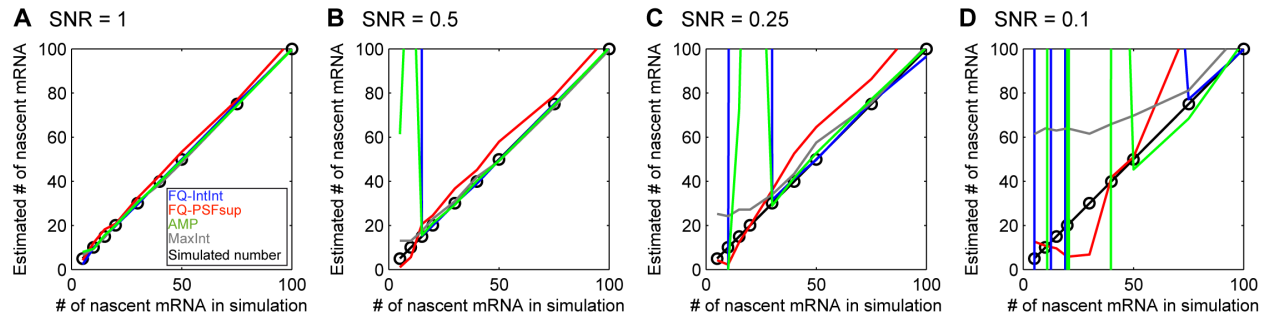 A SNR = 1
Estimated # of nascent mRNA
100
80
60
40
20
0
0 50 100
# of nascent mRNA in simulation
FQ-IntInt
FQ-PSFsup
AMP
MaxInt
Simulated number
B SNR = 0.5
Estimated # of nascent mRNA
100
80
60
40
20
0
0 50 100
# of nascent mRNA in simulation
C SNR = 0.25
Estimated # of nascent mRNA
100
80
60
40
20
0
0 50 100
# of nascent mRNA in simulation
D SNR = 0.1
Estimated # of nascent mRNA
100
80
60
40
20
0
0 50 100
# of nascent mRNA in simulation